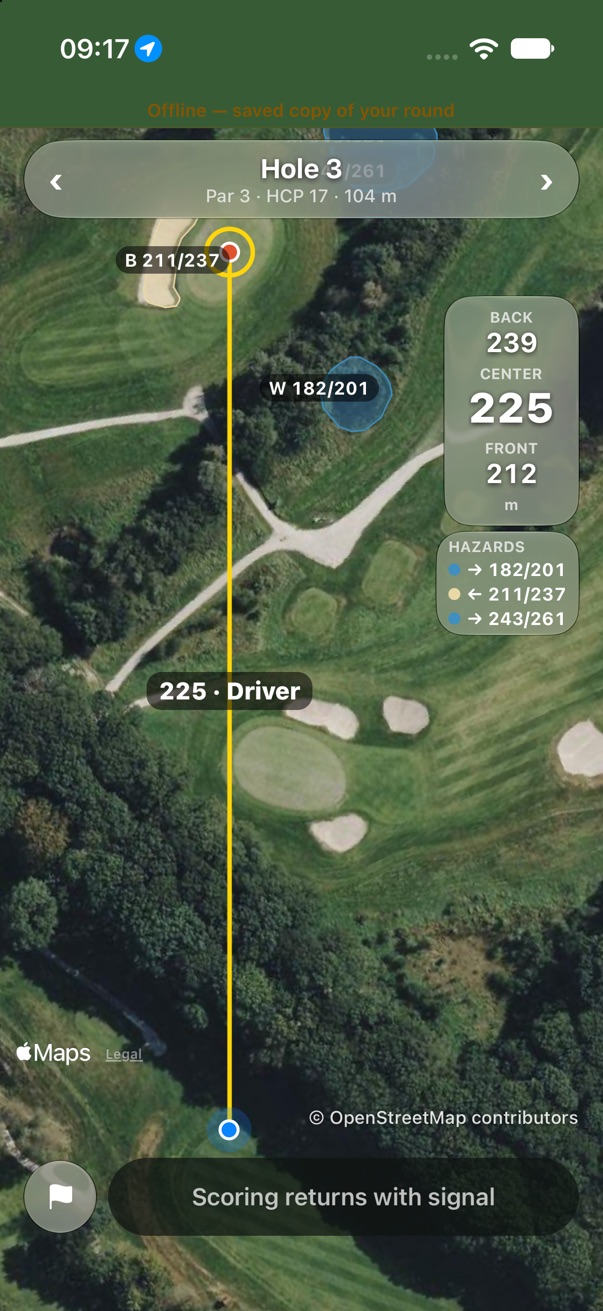 09:17
Offline — saved copy of your round
Hole 3
/261
Par 3 · HCP 17 · 104 m
B 211/237
BACK
239
CENTER
225
FRONT
212
m
W 182/201
HAZARDS
→ 182/201
← 211/237
→ 243/261
225 · Driver
Maps Legal
© OpenStreetMap contributors
Scoring returns with signal